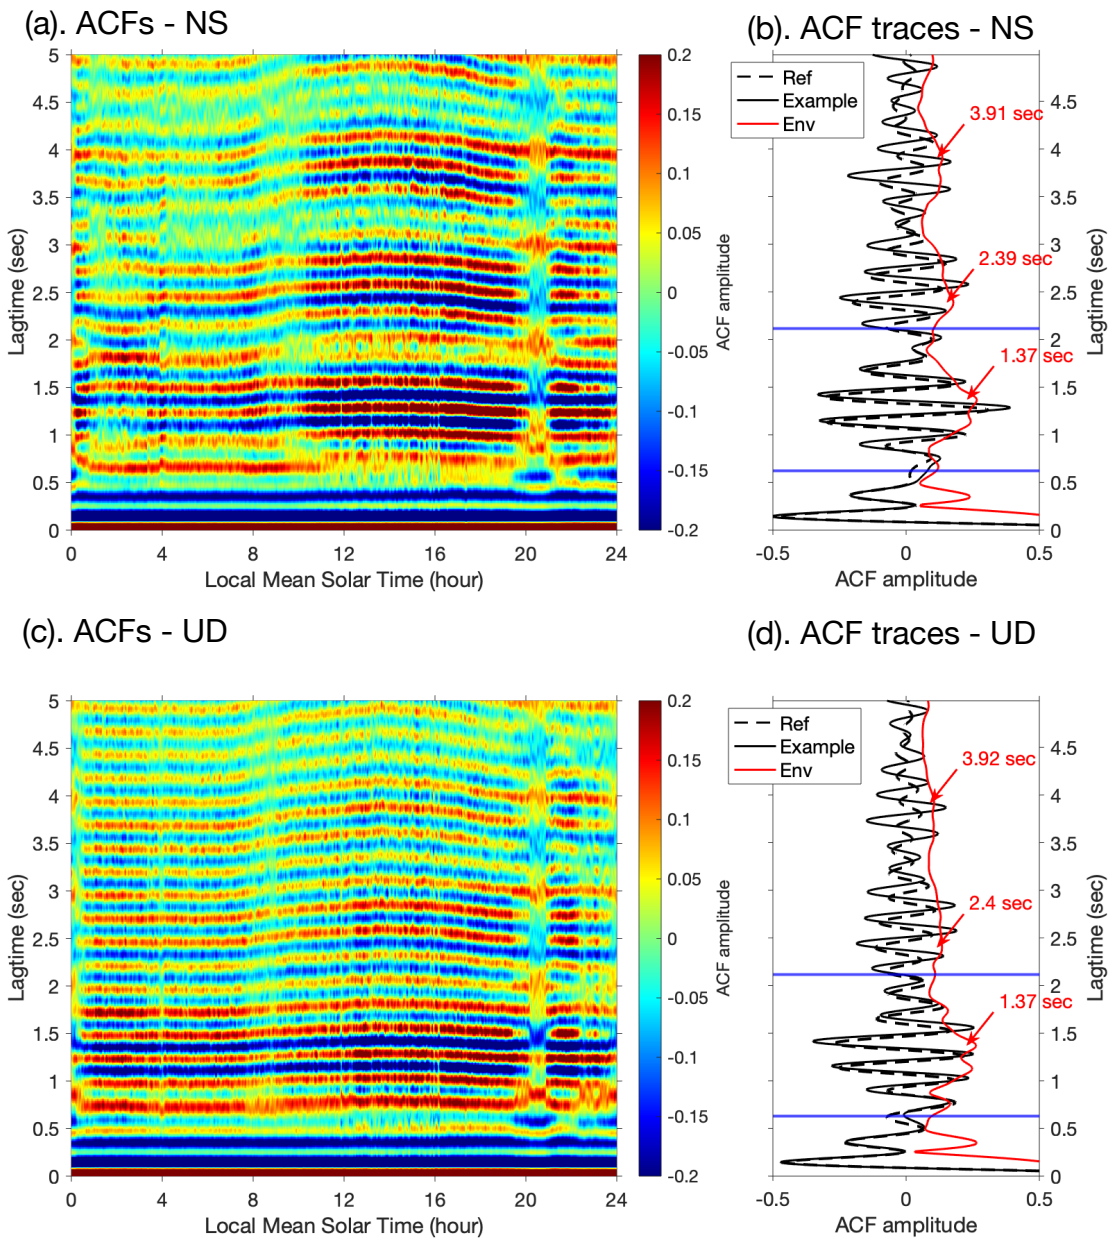 (a). ACFs - NS
5
4.5
4
3.5
3
2.5
2
1.5
1
0.5
0
Lagtime (sec)
0 4 8 12 16 20 24
Local Mean Solar Time (hour)
0.2
0.15
0.1
0.05
0
-0.05
-0.1
-0.15
-0.2
ACF amplitude
(b). ACF traces - NS
Ref
Example
Env
3.91 sec
2.39 sec
1.37 sec
4.5
4
3.5
3
2.5
2
1.5
1
0.5
0
Lagtime (sec)
-0.5 0 0.5
ACF amplitude
(c). ACFs - UD
5
4.5
4
3.5
3
2.5
2
1.5
1
0.5
0
Lagtime (sec)
0 4 8 12 16 20 24
Local Mean Solar Time (hour)
0.2
0.15
0.1
0.05
0
-0.05
-0.1
-0.15
-0.2
ACF amplitude
(d). ACF traces - UD
Ref
Example
Env
3.92 sec
2.4 sec
1.37 sec
4.5
4
3.5
3
2.5
2
1.5
1
0.5
0
Lagtime (sec)
-0.5 0 0.5
ACF amplitude